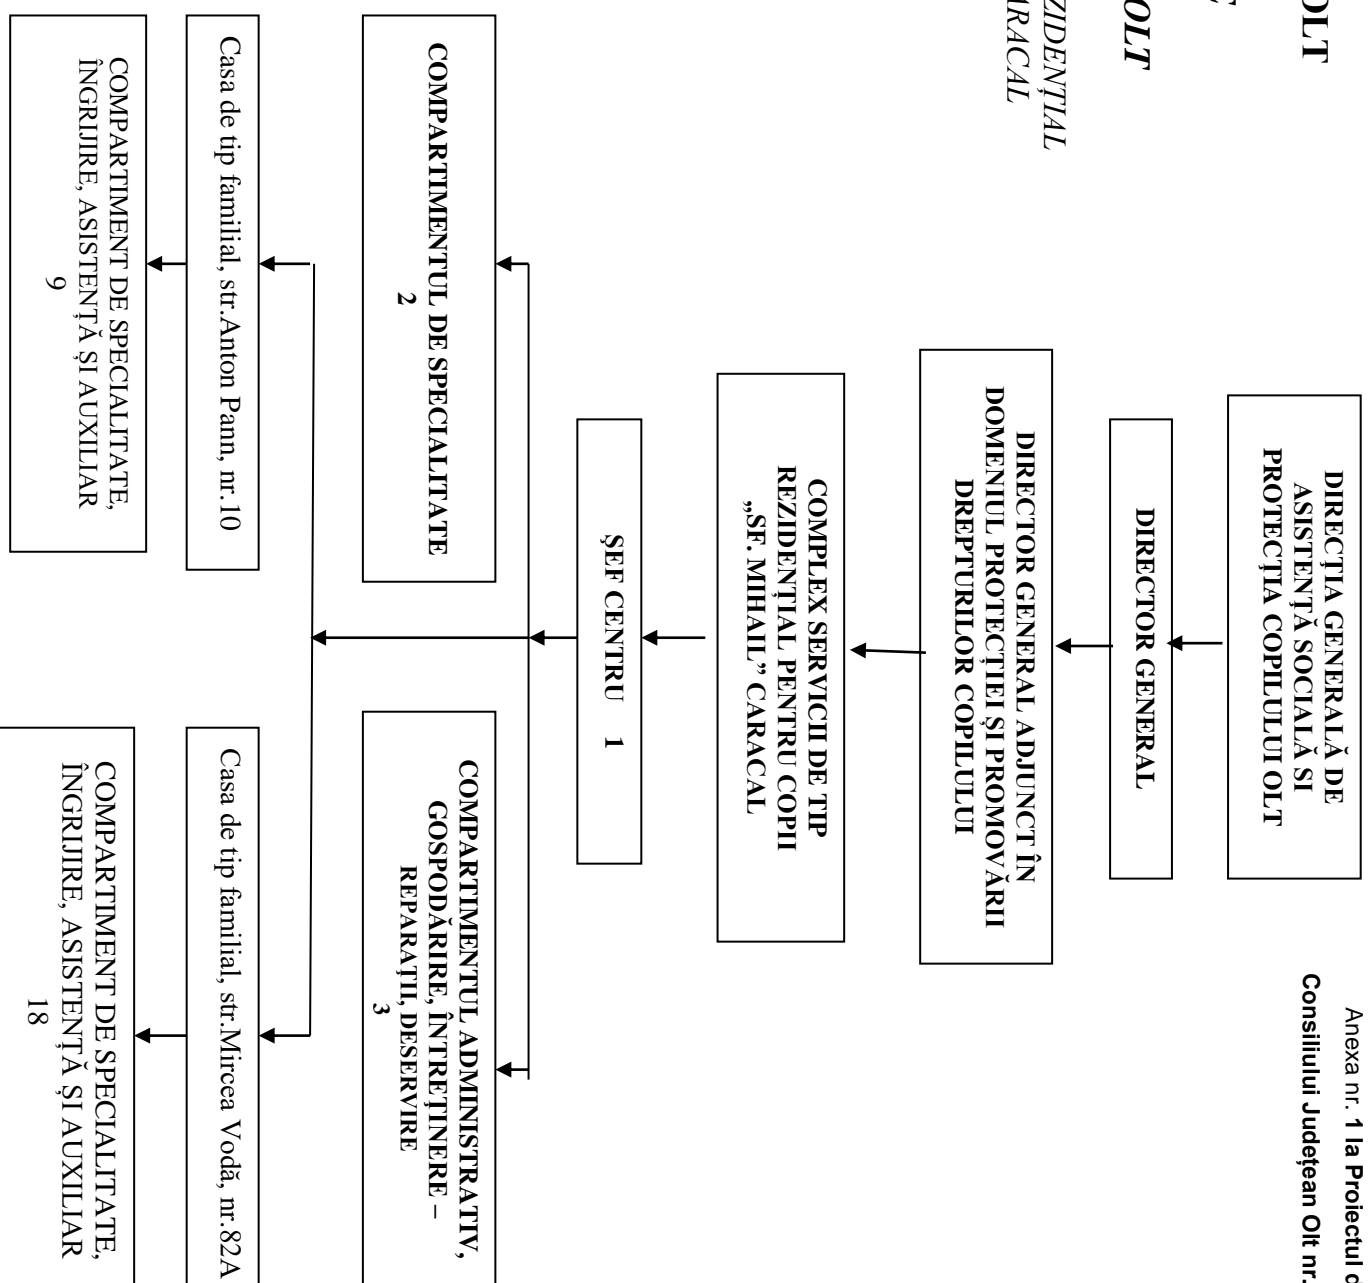 Anexa nr. 1 la Proiectul d
Consiliului Județean Olt nr.
OLT
OLT
ZIDENȚIAL
ARACAL
DIRECȚIA GENERALĂ DE
ASISTENȚĂ SOCIALĂ SI
PROTECȚIA COPILULUI OLT
DIRECTOR GENERAL
DIRECTOR GENERAL ADJUNCT ÎN
DOMENIUL PROTECȚIEI ȘI PROMOVĂRII
DREPTURILOR COPILULUI
COMPLEX SERVICII DE TIP
REZIDENȚIAL PENTRU COPII
„SF. MIHAIL” CARACAL
ȘEF CENTRU 1
COMPARTIMENTUL DE SPECIALITATE
2
COMPARTIMENTUL ADMINISTRATIV,
GOSPODĂRIRE, ÎNTREȚINERE –
REPARAȚII, DESERVIRE
3
Casa de tip familial, str.Anton Pann, nr.10
Casa de tip familial, str.Mircea Vodă, nr.82A
COMPARTIMENT DE SPECIALITATE,
ÎNGRIJIRE, ASISTENȚĂ ȘI AUXILIAR
9
COMPARTIMENT DE SPECIALITATE,
ÎNGRIJIRE, ASISTENȚĂ ȘI AUXILIAR
18